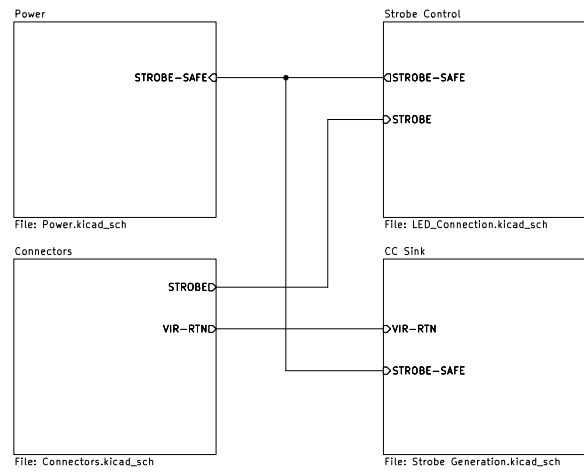 Power
STROBE-SAFE
File: Power.kicad_sch
Strobe Control
STROBE-SAFE
STROBE
File: LED_Connection.kicad_sch
Connectors
STROBE
VIR-RTN
File: Connectors.kicad_sch
CC Sink
VIR-RTN
STROBE-SAFE
File: Strobe Generation.kicad_sch